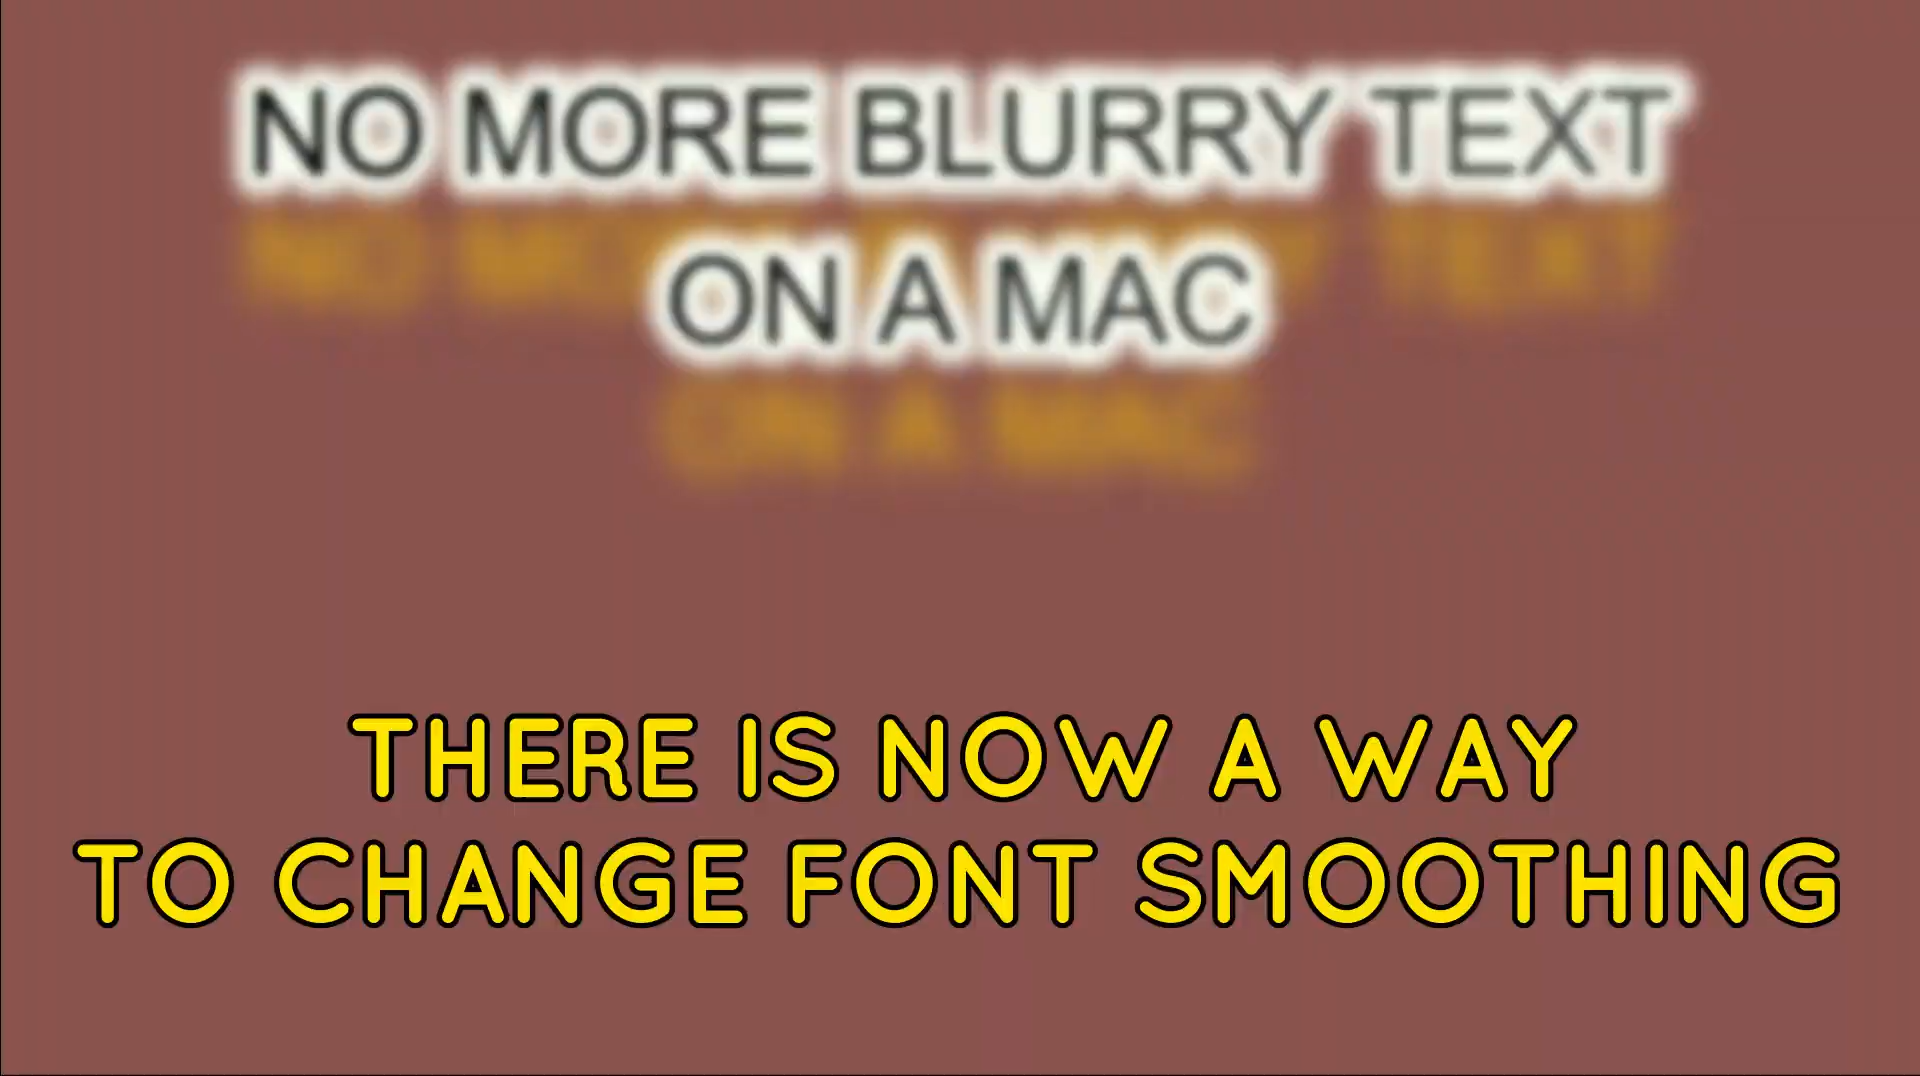 NO MORE BLURRY TEXT
ON A MAC
THERE IS NOW A WAY
TO CHANGE FONT SMOOTHING